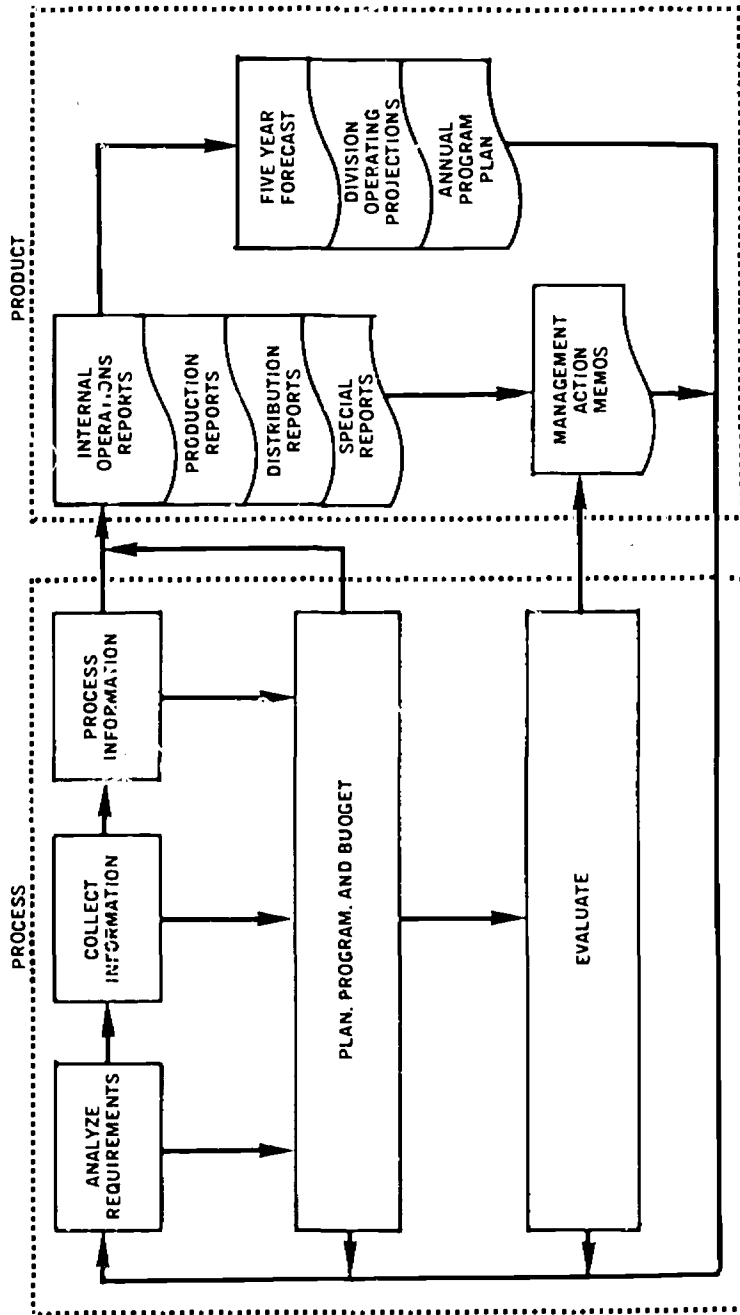 PROCESS
ANALYZE
REQUIREMENTS
COLLECT
INFORMATION
PROCESS
INFORMATION
PLAN, PROGRAM, AND BUDGET
EVALUATE
PRODUCT
INTERNAL
OPERATIONS
REPORTS
PRODUCTION
REPORTS
DISTRIBUTION
REPORTS
SPECIAL
REPORTS
FIVE YEAR
FORECAST
DIVISION
OPERATING
PROJECTIONS
ANNUAL
PROGRAM
PLAN
MANAGEMENT
ACTION
MEMOS